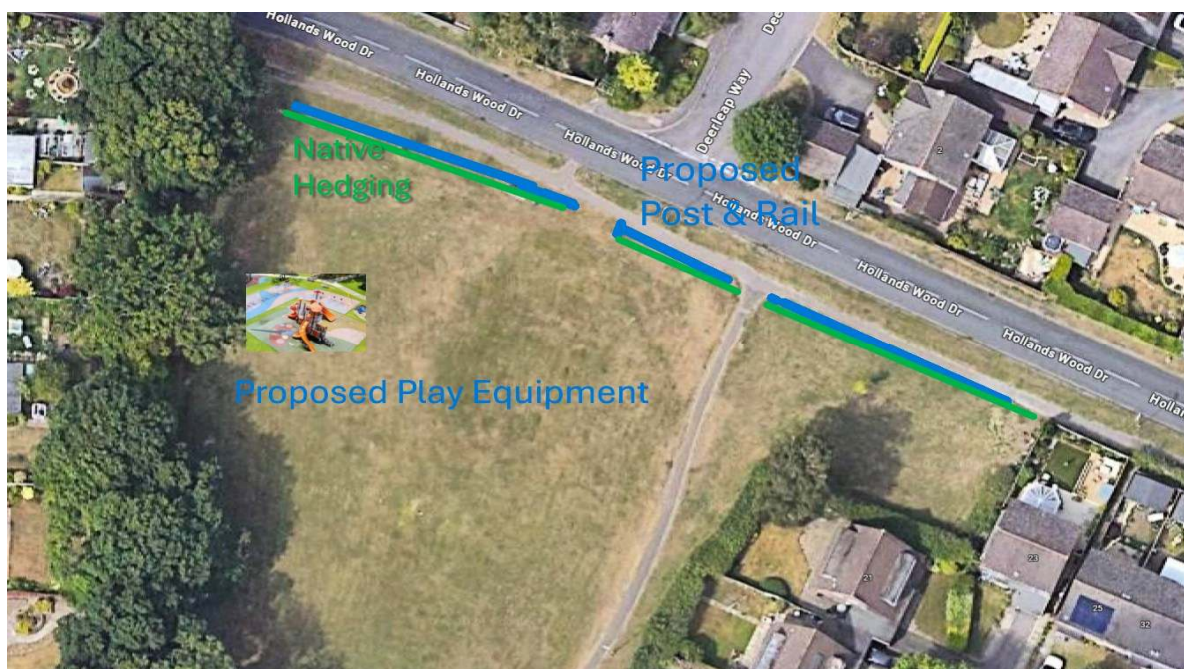 Hollands Wood Dr
Hollands Wood Dr
Hollands Wood Dr
Deerleap Way
Native
Hedging
Proposed
Post & Rail
Hollands Wood Dr
Hollands Wood Dr
Hollands Wood Dr
2
Proposed Play Equipment
21
23
25
32